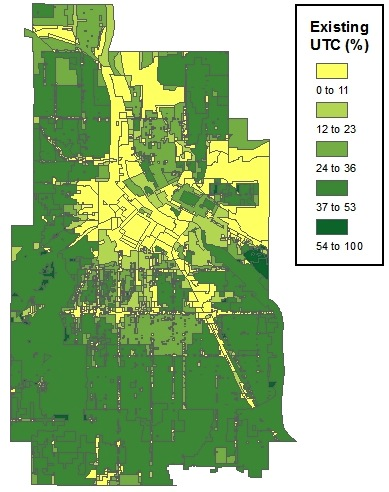 Existing
UTC (%)
0 to 11
12 to 23
24 to 36
37 to 53
54 to 100